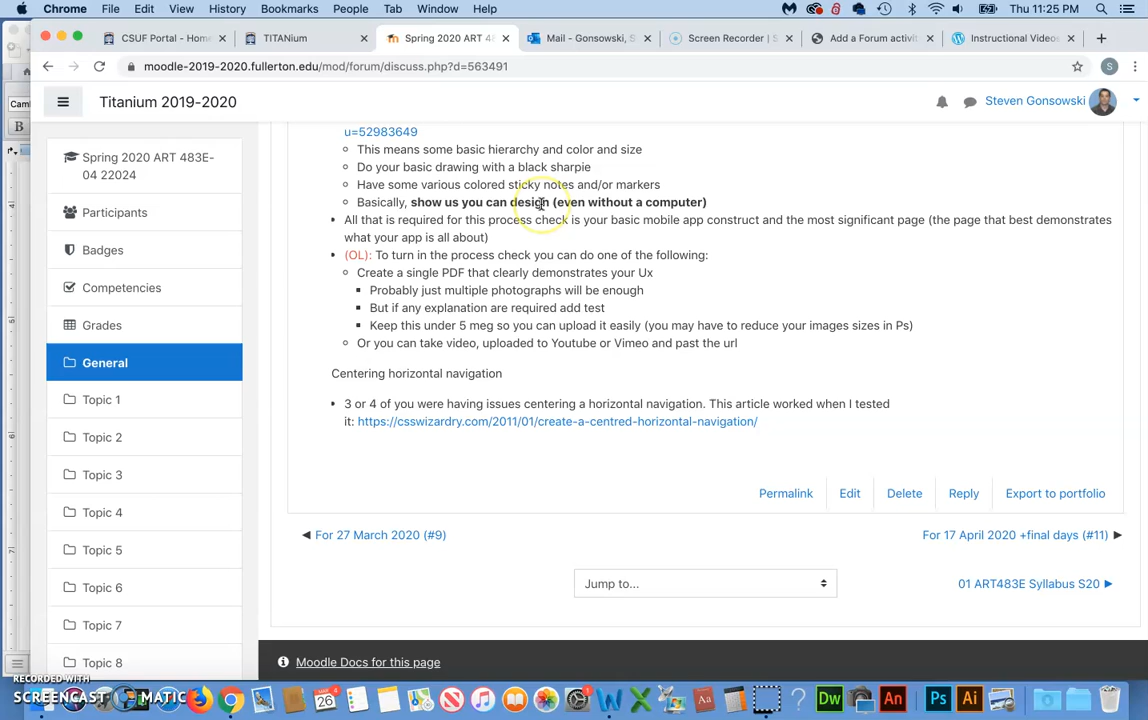 Chrome File Edit View History Bookmarks People Tab Window Help Thu 11:25 PM
CSUF Portal - Home
TITANium
Spring 2020 ART 48
Mail - Gonsowski, S
Screen Recorder | S
Add a Forum activit
Instructional Video
moodle-2019-2020.fullerton.edu/mod/forum/discuss.php?d=563491
S
Titanium 2019-2020
Steven Gonsowski
Cam
B
Spring 2020 ART 483E-
04 22024
Participants
Badges
Competencies
Grades
General
Topic 1
Topic 2
Topic 3
Topic 4
Topic 5
Topic 6
Topic 7
Topic 8
u=52983649
This means some basic hierarchy and color and size
Do your basic drawing with a black sharpie
Have some various colored sticky notes and/or markers
Basically, show us you can design (even without a computer)
All that is required for this process check is your basic mobile app construct and the most significant page (the page that best demonstrates
what your app is all about)
(OL): To turn in the process check you can do one of the following:
Create a single PDF that clearly demonstrates your Ux
Probably just multiple photographs will be enough
But if any explanation are required add test
Keep this under 5 meg so you can upload it easily (you may have to reduce your images sizes in Ps)
Or you can take video, uploaded to Youtube or Vimeo and past the url
Centering horizontal navigation
3 or 4 of you were having issues centering a horizontal navigation. This article worked when I tested
it: https://csswizardry.com/2011/01/create-a-centred-horizontal-navigation/
Permalink Edit Delete Reply Export to portfolio
◀ For 27 March 2020 (#9) For 17 April 2020 +final days (#11) ▶
Jump to... 01 ART483E Syllabus S20 ▶
Moodle Docs for this page
RECORDED WITH
SCREENCAST MATIC
26
Dw
An
Ps
Ai